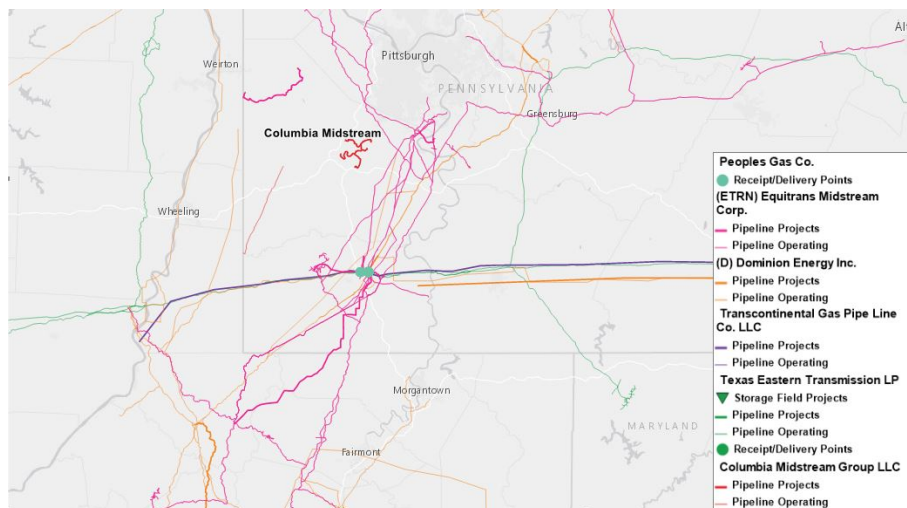 Weirton
Pittsburgh
Al
PENNSYLVANIA
Greensburg
Columbia Midstream
Wheeling
Morgantown
Fairmont
MARYLAND
Peoples Gas Co.
Receipt/Delivery Points
(ETRN) Equitrans Midstream
Corp.
Pipeline Projects
Pipeline Operating
(D) Dominion Energy Inc.
Pipeline Projects
Pipeline Operating
Transcontinental Gas Pipe Line
Co. LLC
Pipeline Projects
Pipeline Operating
Texas Eastern Transmission LP
Storage Field Projects
Pipeline Projects
Pipeline Operating
Receipt/Delivery Points
Columbia Midstream Group LLC
Pipeline Projects
Pipeline Operating